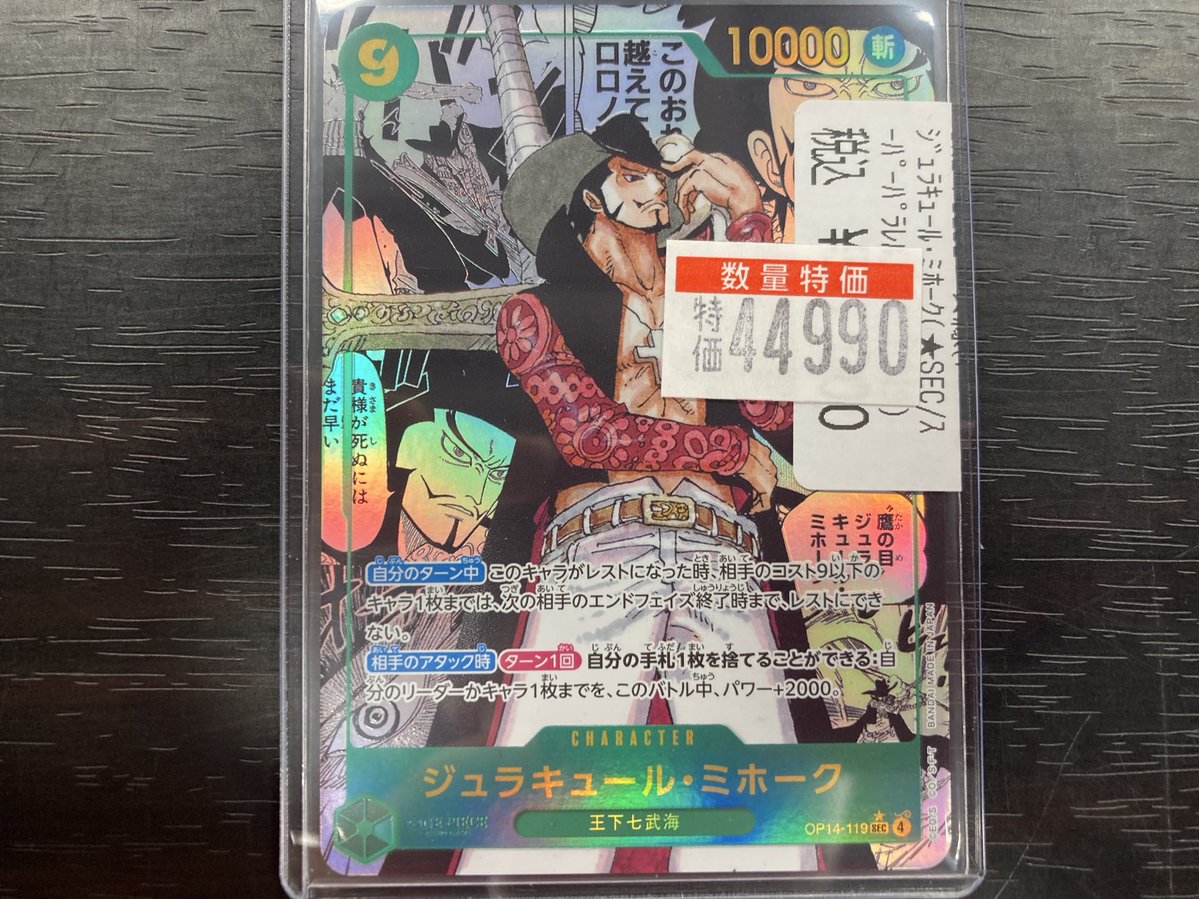 9
10000
斬
このおれを
越えて
ロロノ
ジュラキュール・ミホーク(★SEC/ス
ーパーパラレル)
税込 ¥
0
数量特価
特価
44990
貴様が死ぬには
まだ早い
鷹の目
ジュラ
キュ
ミホー
自分のターン中 このキャラがレストになった時、相手のコスト9以下の
キャラ1枚までは、次の相手のエンドフェイズ終了時まで、レストにでき
ない。
相手のアタック時 ターン1回 自分の手札1枚を捨てることができる:自
分のリーダーかキャラ1枚までを、このバトル中、パワー+2000。
CHARACTER
ジュラキュール・ミホーク
王下七武海
ONE PIECE
OP14-119 SEC 4
BANDAI MADE IN JAPAN